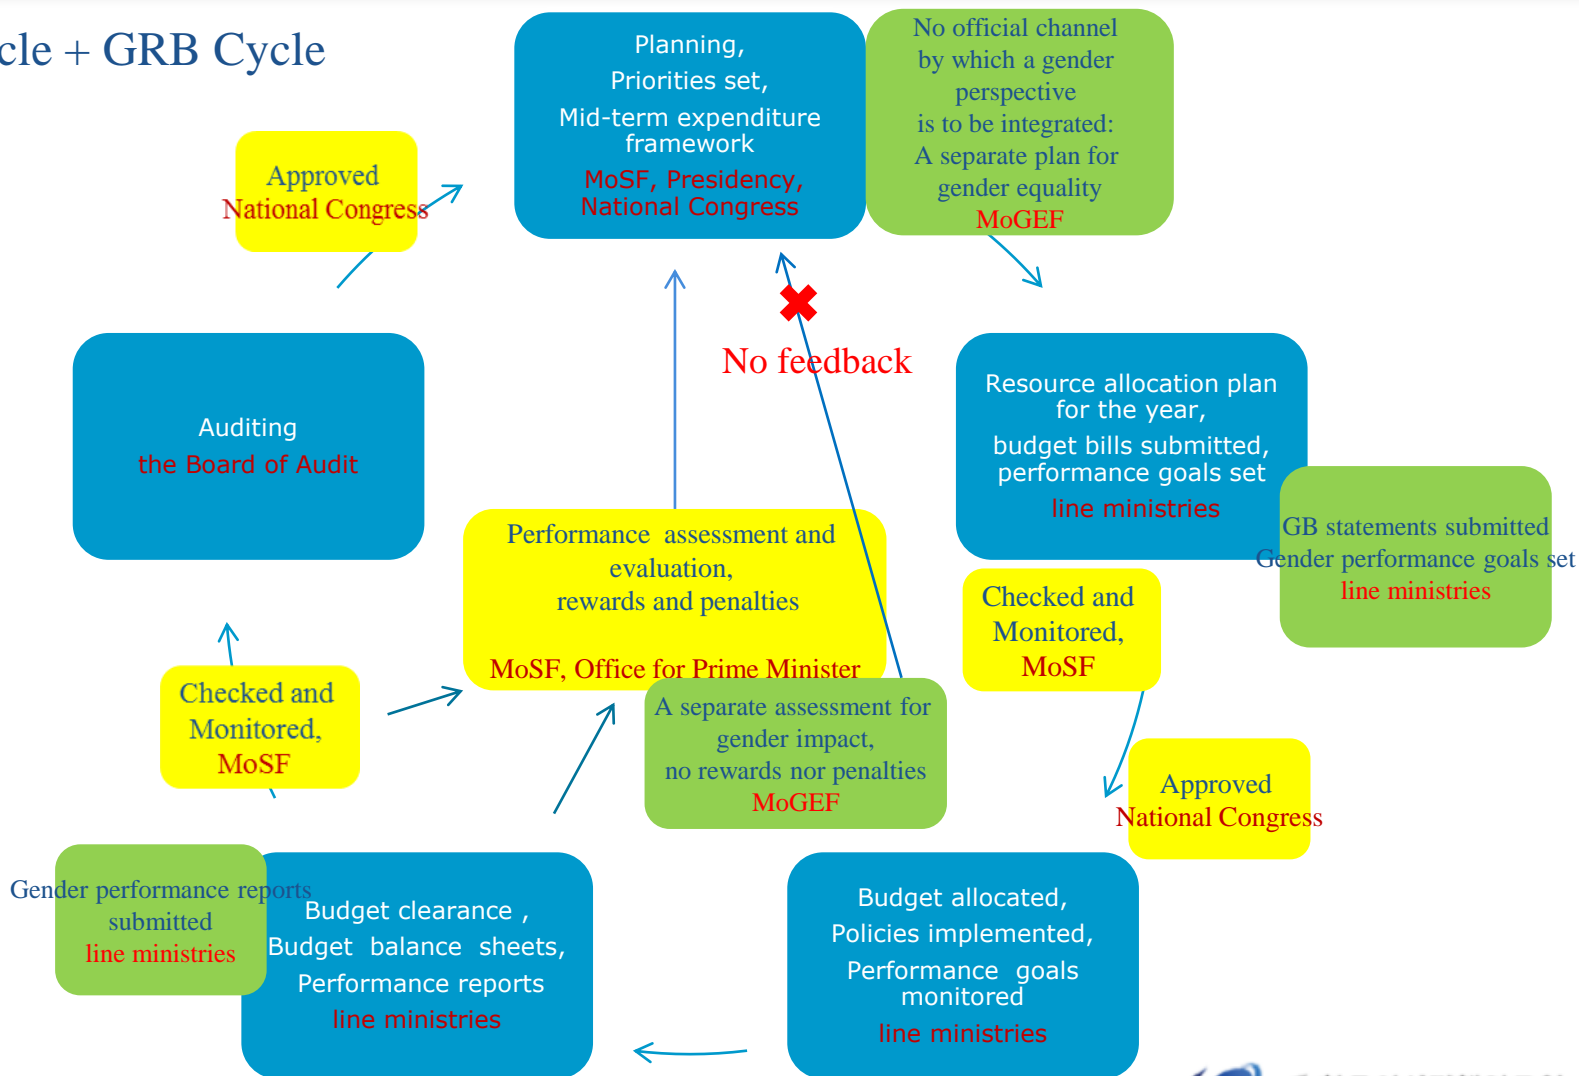 cle + GRB Cycle
Planning,
Priorities set,
Mid-term expenditure
framework
MoSF, Presidency,
National Congress
No official channel
by which a gender
perspective
is to be integrated:
A separate plan for
gender equality
MoGEF
Approved
National Congress
No feedback
Auditing
the Board of Audit
Resource allocation plan
for the year,
budget bills submitted,
performance goals set
line ministries
GB statements submitted
Gender performance goals set
line ministries
Performance assessment and
evaluation,
rewards and penalties
MoSF, Office for Prime Minister
Checked and
Monitored,
MoSF
Checked and
Monitored,
MoSF
A separate assessment for
gender impact,
no rewards nor penalties
MoGEF
Approved
National Congress
Gender performance reports
submitted
line ministries
Budget clearance ,
Budget balance sheets,
Performance reports
line ministries
Budget allocated,
Policies implemented,
Performance goals
monitored
line ministries